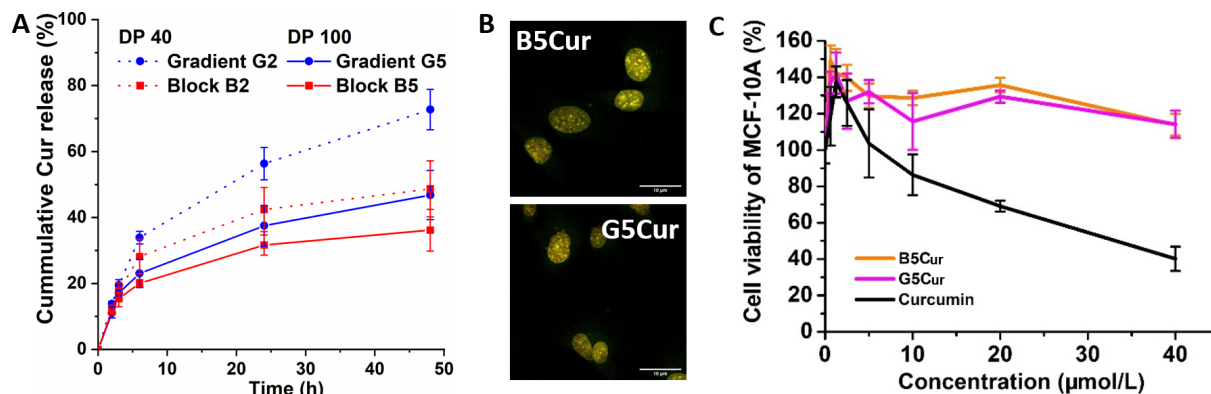 A
Cummulative Cur release (%)
100
80
60
40
20
0
DP 40 DP 100
Gradient G2 Gradient G5
Block B2 Block B5
0 10 20 30 40 50
Time (h)
B
B5Cur
10 µm
G5Cur
10 µm
C
Cell viability of MCF-10A (%)
160
140
120
100
80
60
40
20
0
B5Cur
G5Cur
Curcumin
0 10 20 30 40
Concentration (µmol/L)